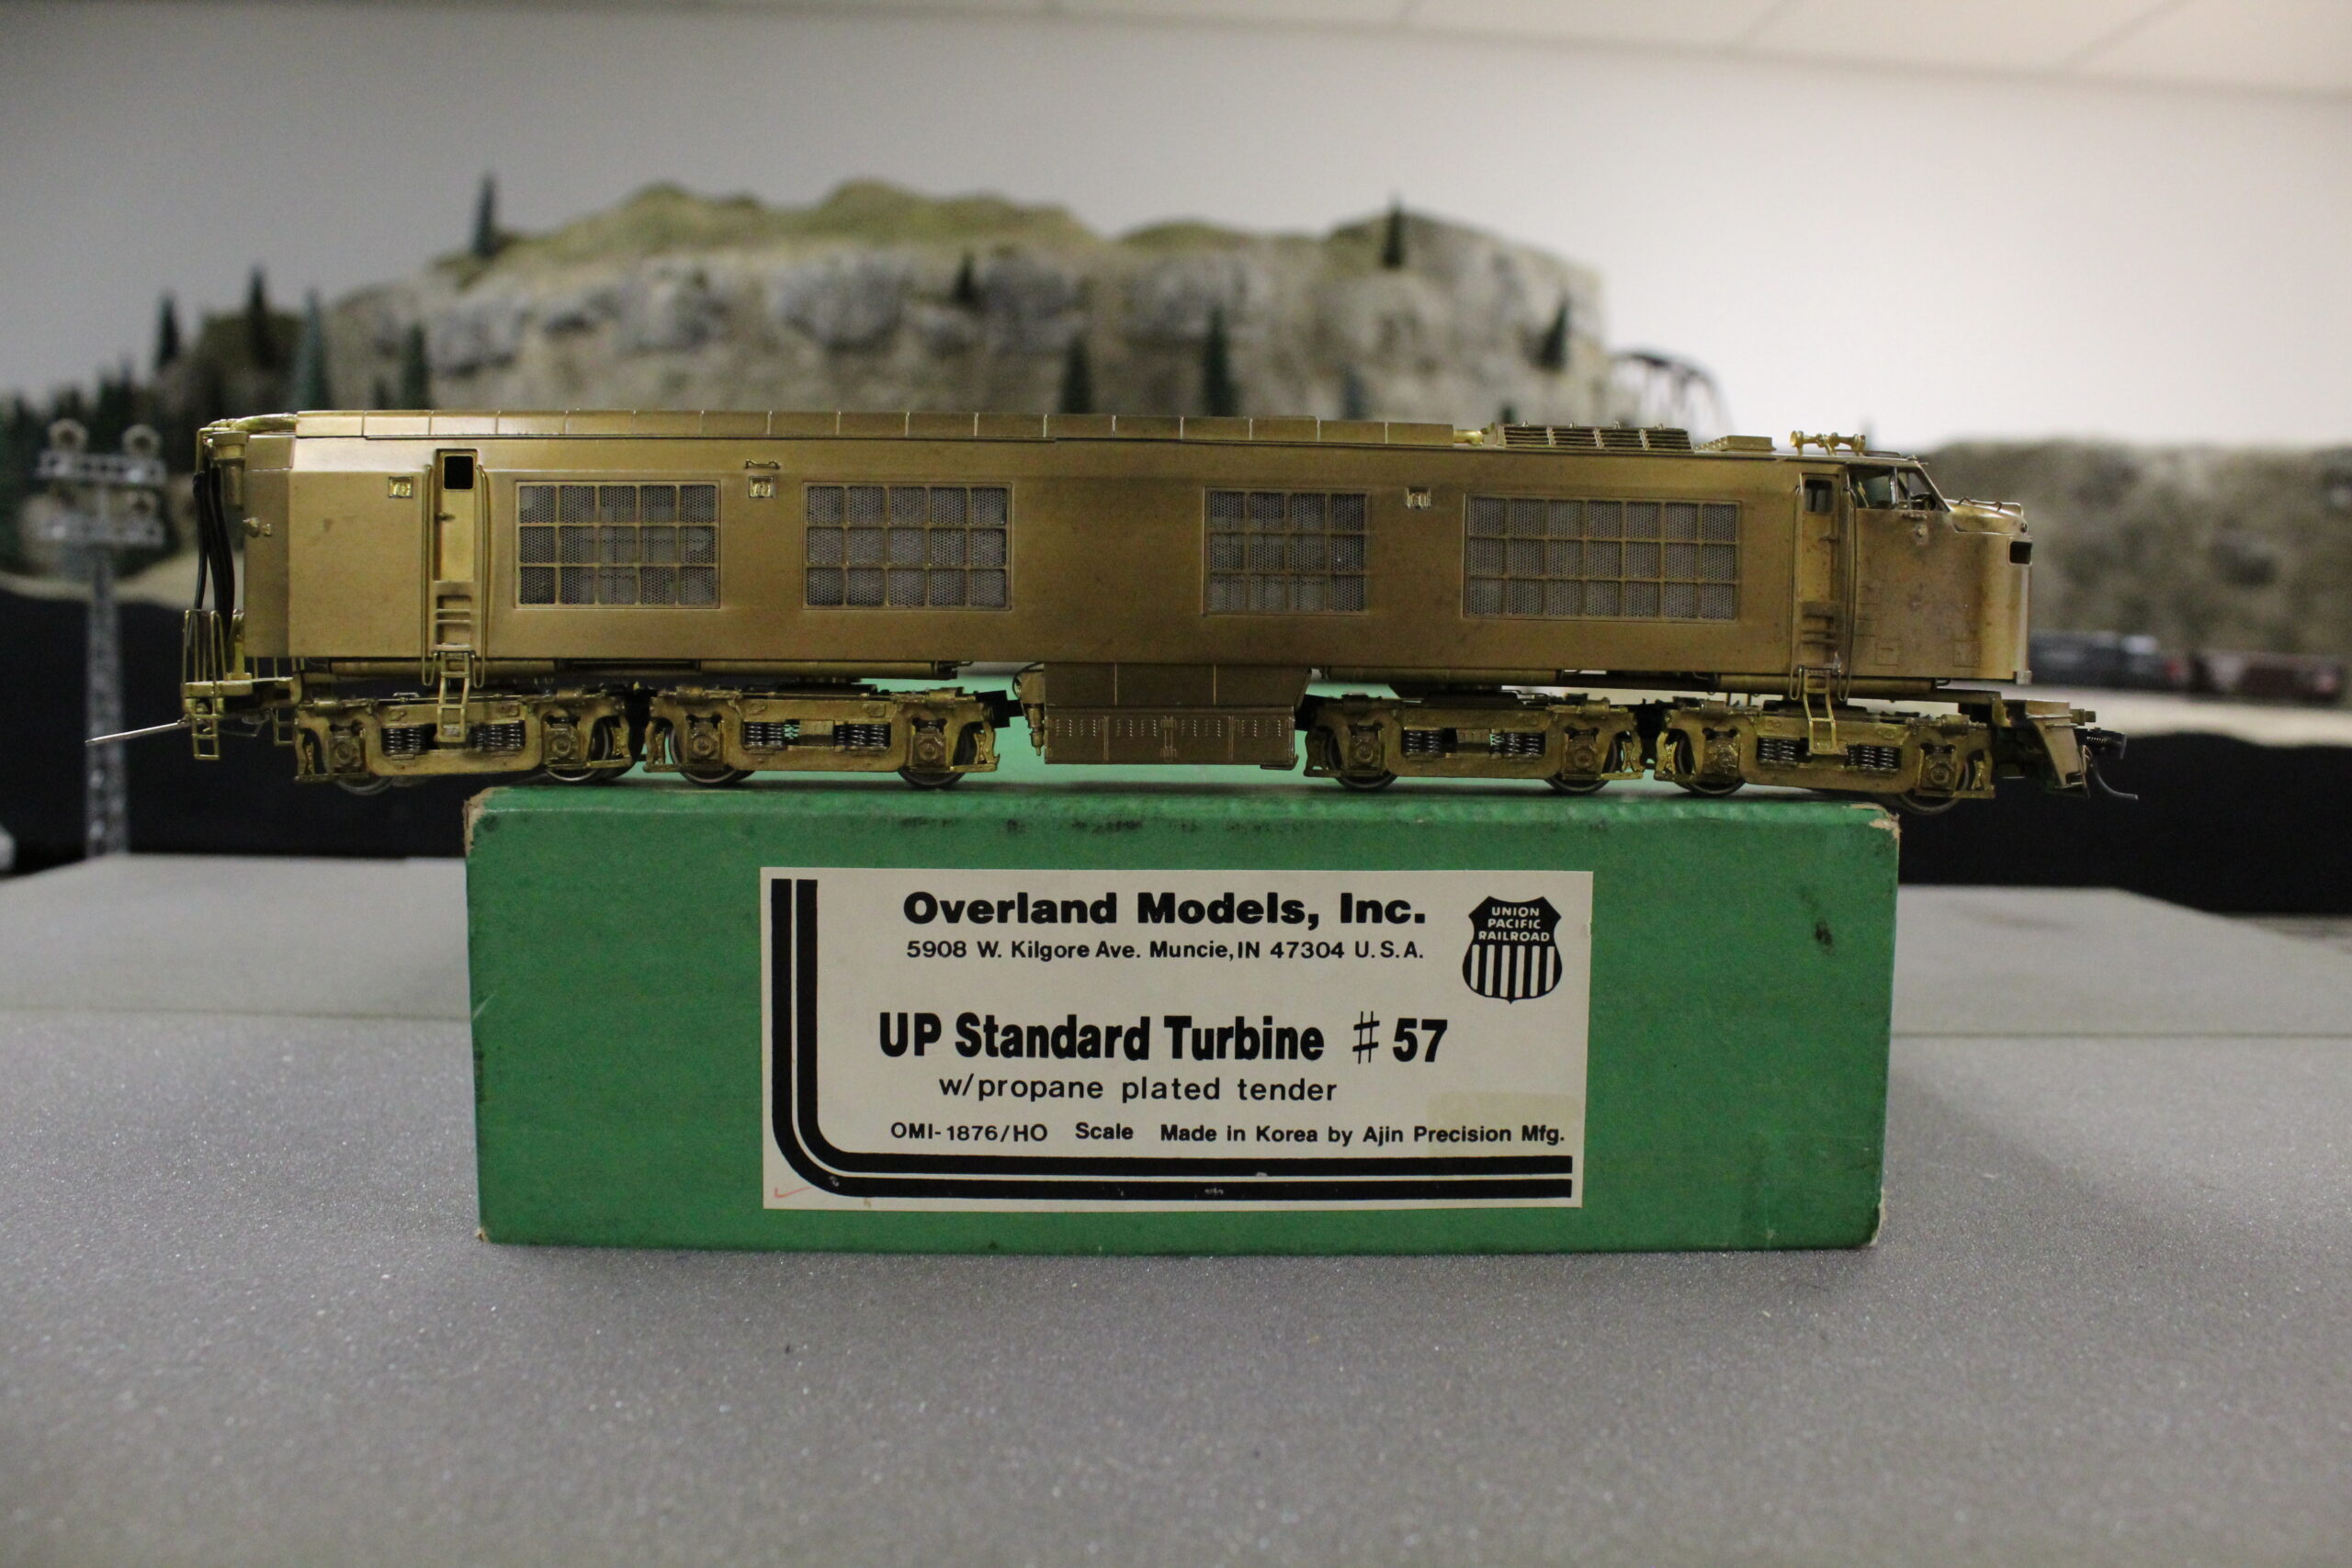 Overland Models, Inc.
5908 W. Kilgore Ave. Muncie, IN 47304 U.S.A.
UNION
PACIFIC
RAILROAD
UP Standard Turbine #57
w/propane plated tender
OMI-1876/HO Scale Made in Korea by Ajin Precision Mfg.